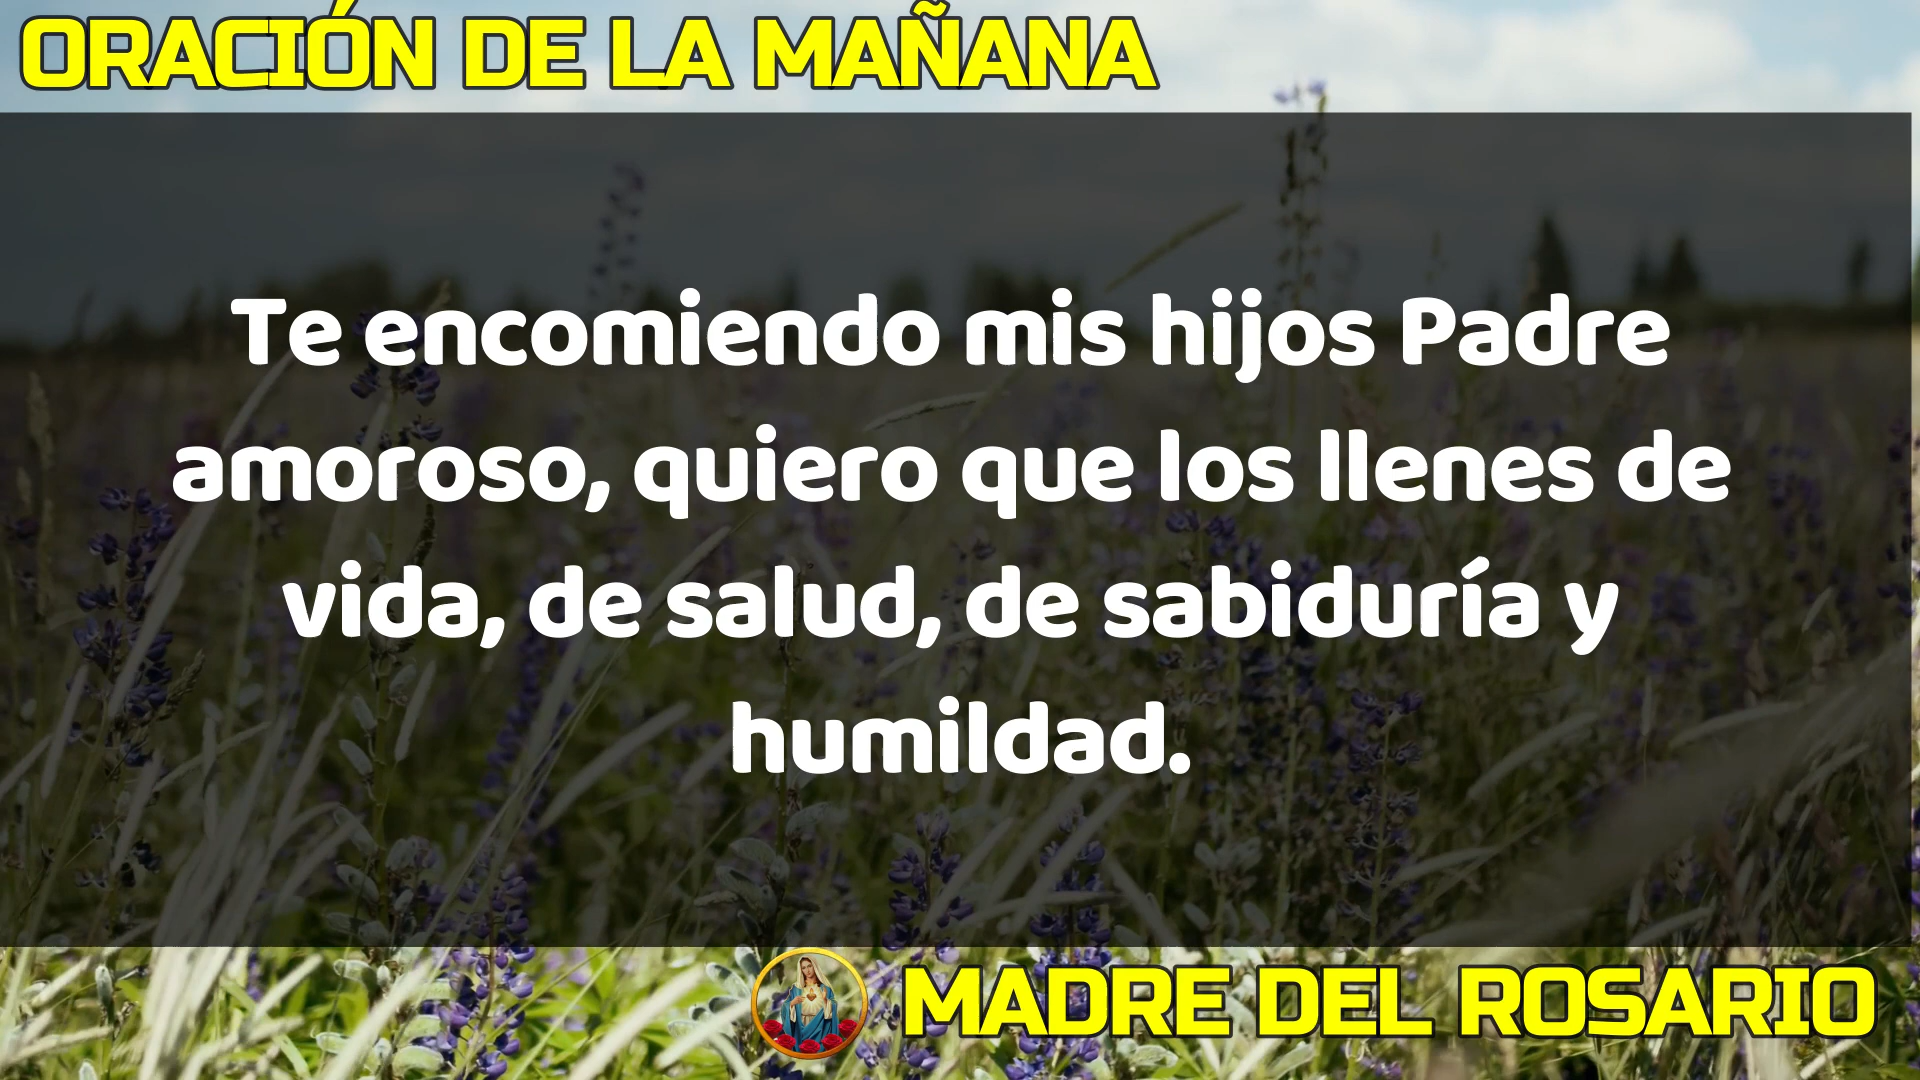 ORACIÓN DE LA MAÑANA
Te encomiendo mis hijos Padre
amoroso, quiero que los llenes de
vida, de salud, de sabiduría y
humildad.
MADRE DEL ROSARIO